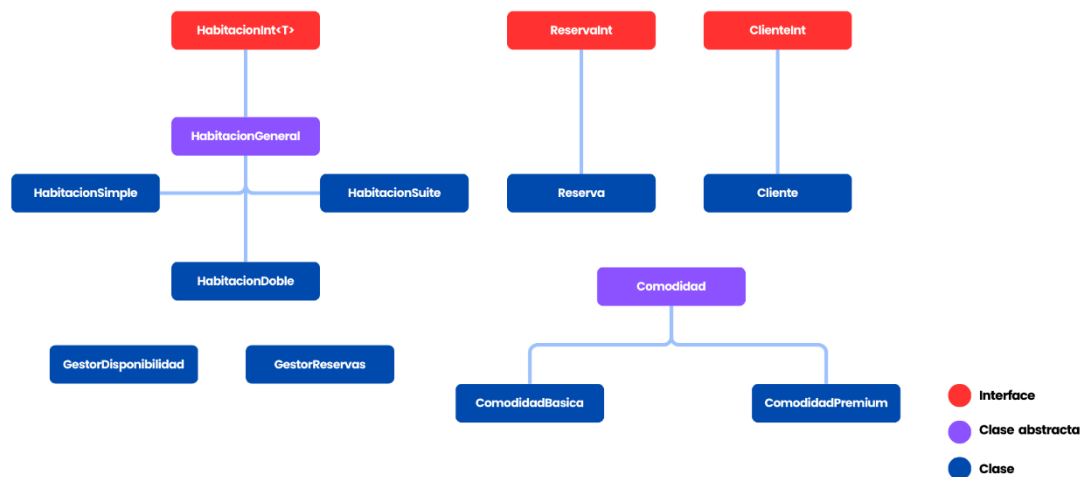 HabitacionInt<T>
ReservaInt
ClienteInt
HabitacionGeneral
HabitacionSimple
HabitacionSuite
Reserva
Cliente
HabitacionDoble
Comodidad
GestorDisponibilidad
GestorReservas
ComodidadBasica
ComodidadPremium
Interface
Clase abstracta
Clase